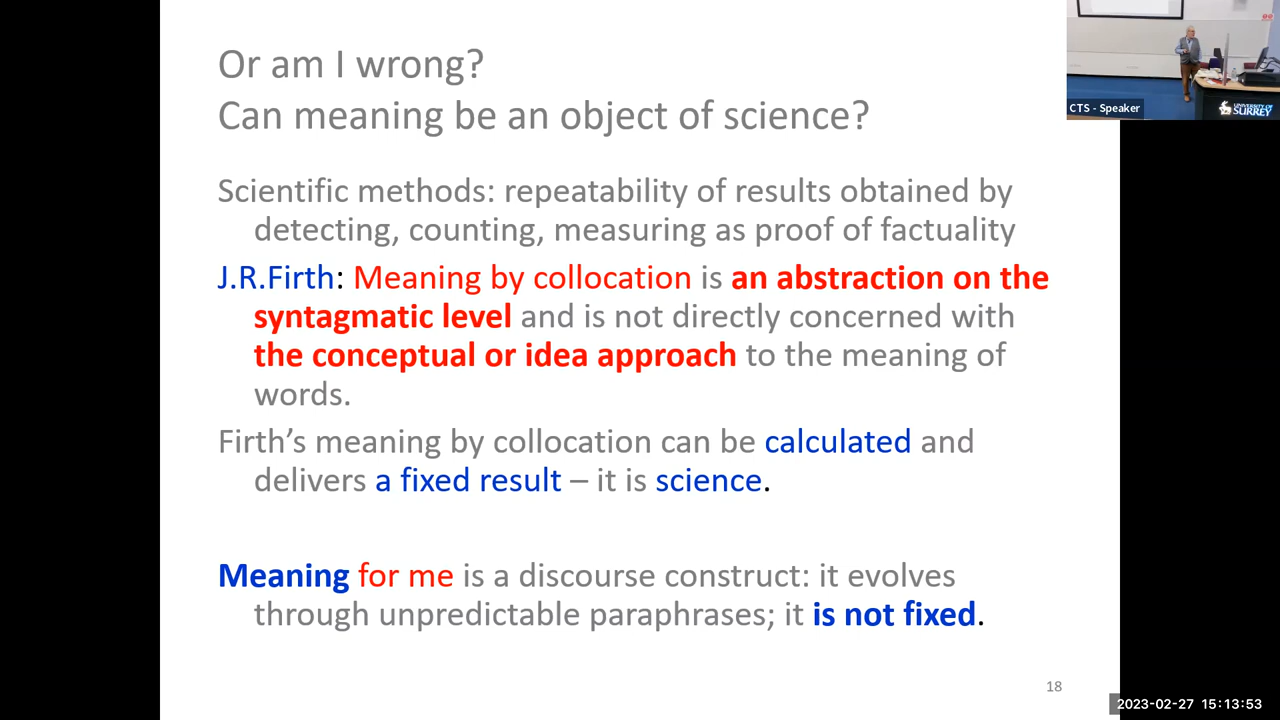 Or am I wrong?
Can meaning be an object of science?
Scientific methods: repeatability of results obtained by
detecting, counting, measuring as proof of factuality
J.R.Firth: Meaning by collocation is an abstraction on the
syntagmatic level and is not directly concerned with
the conceptual or idea approach to the meaning of
words.
Firth’s meaning by collocation can be calculated and
delivers a fixed result – it is science.
Meaning for me is a discourse construct: it evolves
through unpredictable paraphrases; it is not fixed.
18
CTS - Speaker
UNIVERSITY OF
SURREY
2023-02-27 15:13:53